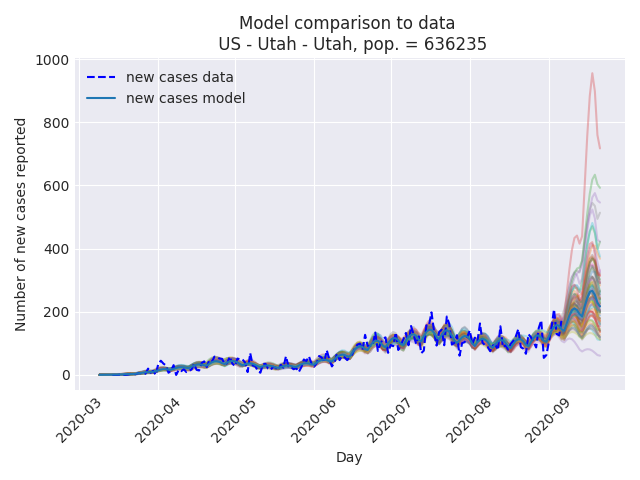 Model comparison to data
US - Utah - Utah, pop. = 636235
1000
800
600
400
200
0
Number of new cases reported
new cases data
new cases model
2020-03
2020-04
2020-05
2020-06
2020-07
2020-08
2020-09
Day